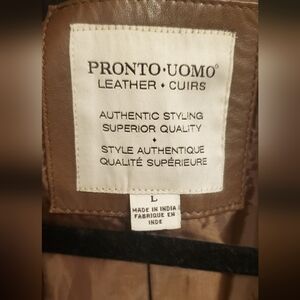 PRONTO·UOMO®
LEATHER • CUIRS
AUTHENTIC STYLING
SUPERIOR QUALITY
•
STYLE AUTHENTIQUE
QUALITÉ SUPÉRIEURE
L
MADE IN INDIA
FABRIQUE EN
INDE